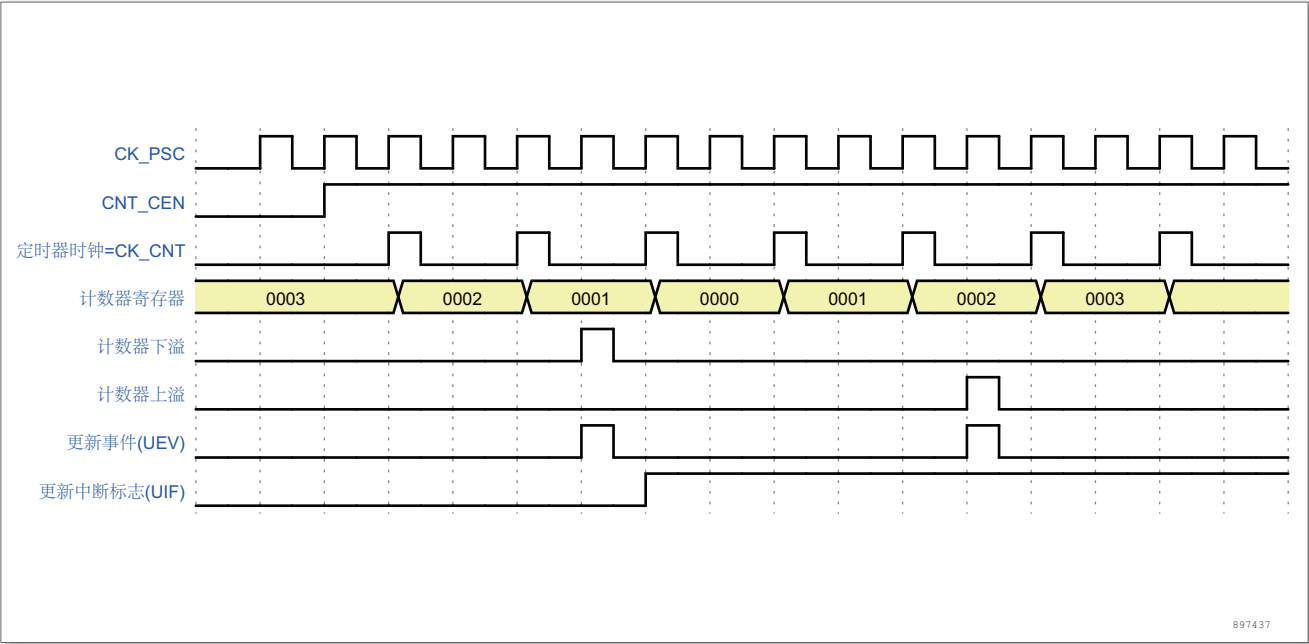 CK_PSC
CNT_CEN
定时器时钟=CK_CNT
计数器寄存器 0003 0002 0001 0000 0001 0002 0003
计数器下溢
计数器上溢
更新事件(UEV)
更新中断标志(UIF)
897437